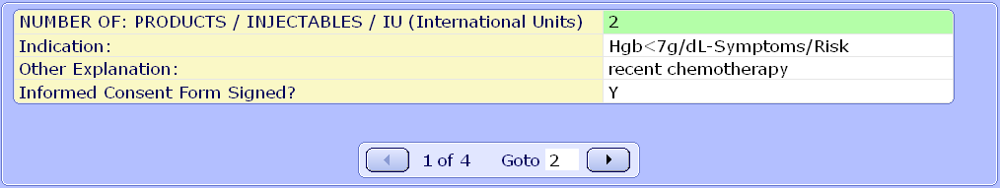 NUMBER OF: PRODUCTS / INJECTABLES / IU (International Units) 2
Indication: Hgb<7g/dL-Symptoms/Risk
Other Explanation: recent chemotherapy
Informed Consent Form Signed? Y
1 of 4 Goto 2